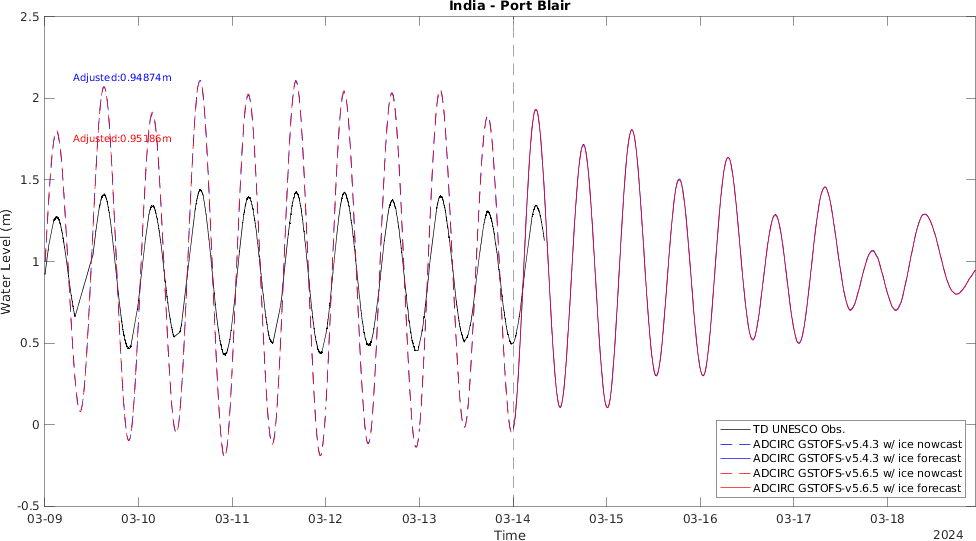 India - Port Blair
2.5
2
1.5
1
0.5
0
-0.5
Water Level (m)
Adjusted:0.94874m
Adjusted:0.95186m
TD UNESCO Obs.
ADCIRC GSTOFS-v5.4.3 w/ ice nowcast
ADCIRC GSTOFS-v5.4.3 w/ ice forecast
ADCIRC GSTOFS-v5.6.5 w/ ice nowcast
ADCIRC GSTOFS-v5.6.5 w/ ice forecast
03-09 03-10 03-11 03-12 03-13 03-14 03-15 03-16 03-17 03-18
Time
2024